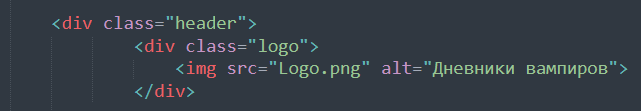 <div class="header">
<div class="logo">
<img src="Logo.png" alt="Дневники вампиров">
</div>